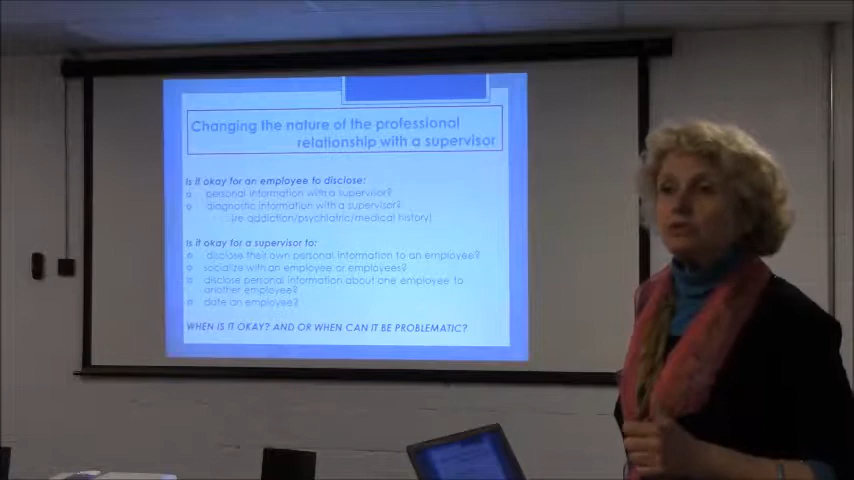 Changing the nature of the professional
relationship with a supervisor
Is it okay for an employee to disclose:
personal information with a supervisor?
diagnostic information with a supervisor?
(re addiction/psychiatric/medical history)
Is it okay for a supervisor to:
disclose their own personal information to an employee?
socialize with an employee or employees?
disclose personal information about one employee to
another employee?
date an employee?
WHEN IS IT OKAY? AND OR WHEN CAN IT BE PROBLEMATIC?